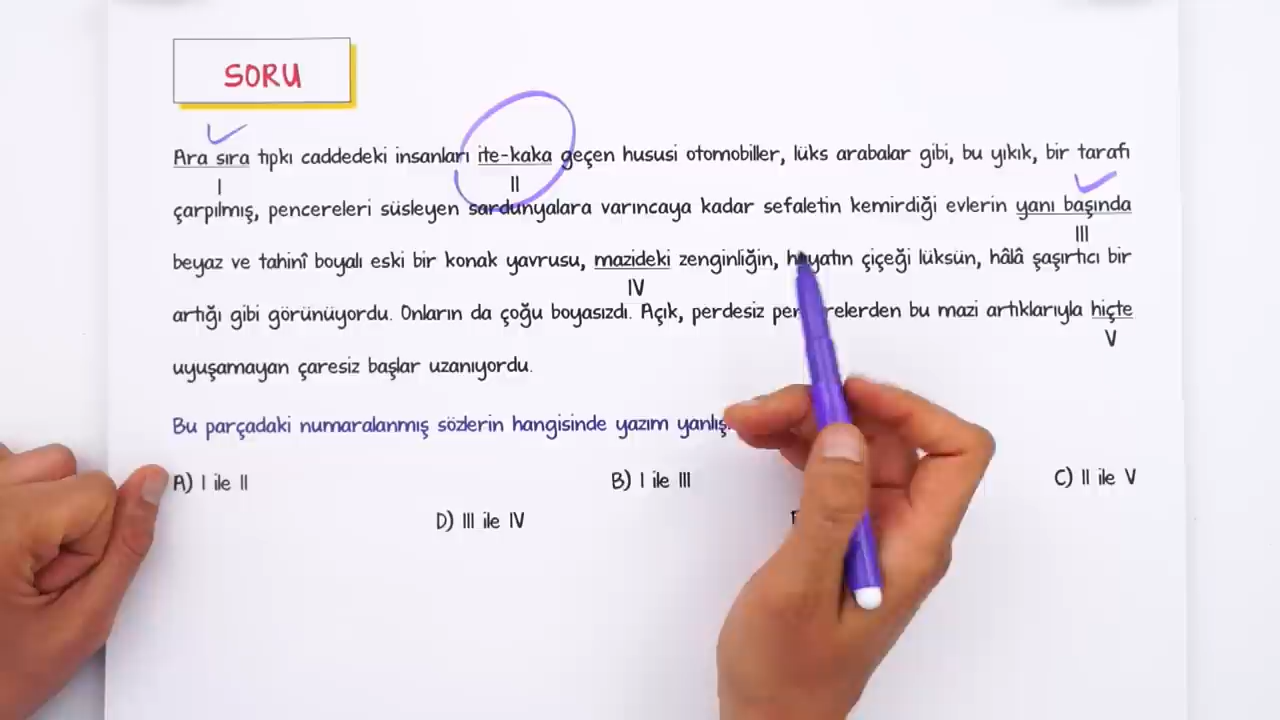 SORU
Ara sıra tıpkı caddedeki insanları ite-kaka geçen hususi otomobiller, lüks arabalar gibi, bu yıkık, bir tarafı
I
II
çarpılmış, pencereleri süsleyen sardunyalara varıncaya kadar sefaletin kemirdiği evlerin yanı başında
III
beyaz ve tahinî boyalı eski bir konak yavrusu, mazideki zenginliğin, hayatın çiçeği lüksün, hâlâ şaşırtıcı bir
IV
artığı gibi görünüyordu. Onların da çoğu boyasızdı. Açık, perdesiz bu mazi artıklarıyla hiçte
V
uyuşamayan çaresiz başlar uzanıyordu.
Bu parçadaki numaralanmış sözlerin hangisinde yazım
A) I ile II
B) I ile III
C) II ile V
D) III ile IV